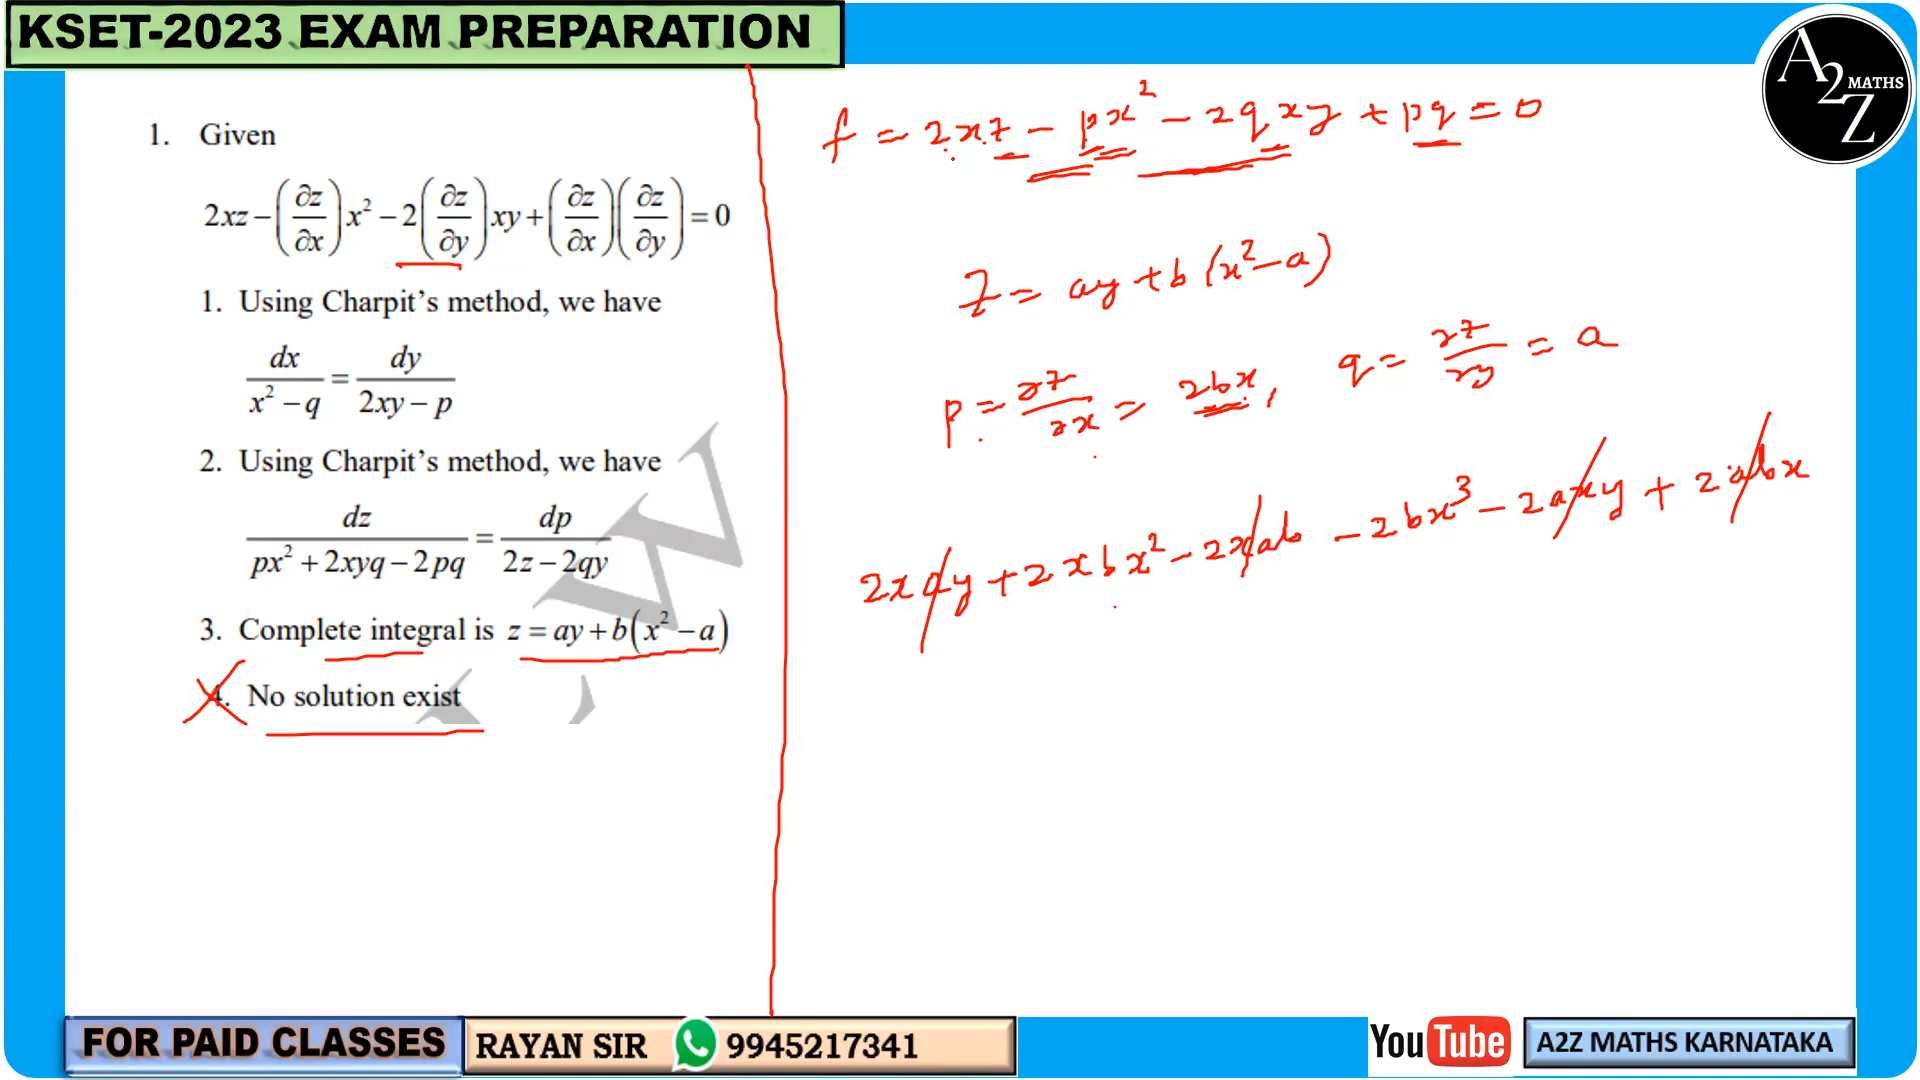 KSET-2023 EXAM PREPARATION
A2Z MATHS
1. Given
2xz − (∂z/∂x) x² − 2 (∂z/∂y) xy + (∂z/∂x) (∂z/∂y) = 0
1. Using Charpit's method, we have
dx/(x² − q) = dy/(2xy − p)
2. Using Charpit's method, we have
dz/(px² + 2xyq − 2pq) = dp/(2z − 2qy)
3. Complete integral is z = ay + b(x² − a)
4. No solution exist
f = 2xz − px² − 2qxy + pq = 0
z = ay + b(x² − a)
p = ∂z/∂x = 2bx, q = ∂z/∂y = a
2xay + 2xbx² − 2xab − 2bx³ − 2axy + 2abx
FOR PAID CLASSES
RAYAN SIR 9945217341
YouTube
A2Z MATHS KARNATAKA